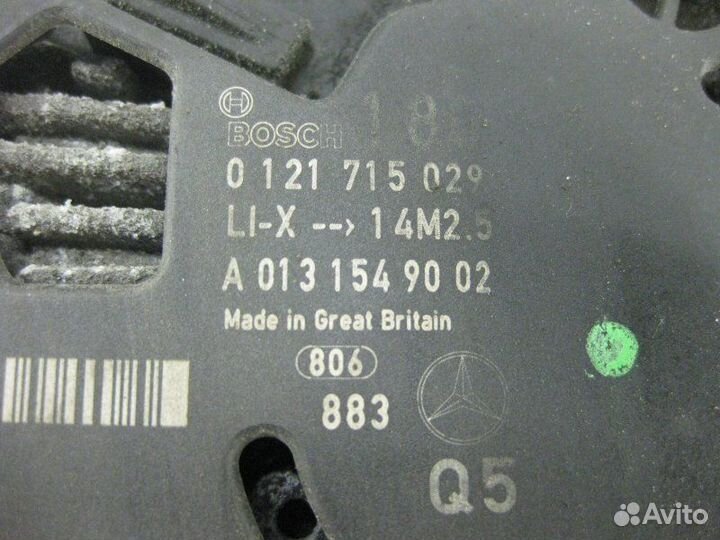 BOSCH 18
0 121 715 029
LI-X --> 14M2.5
A 013 154 90 02
Made in Great Britain
806
883
Q5
Avito